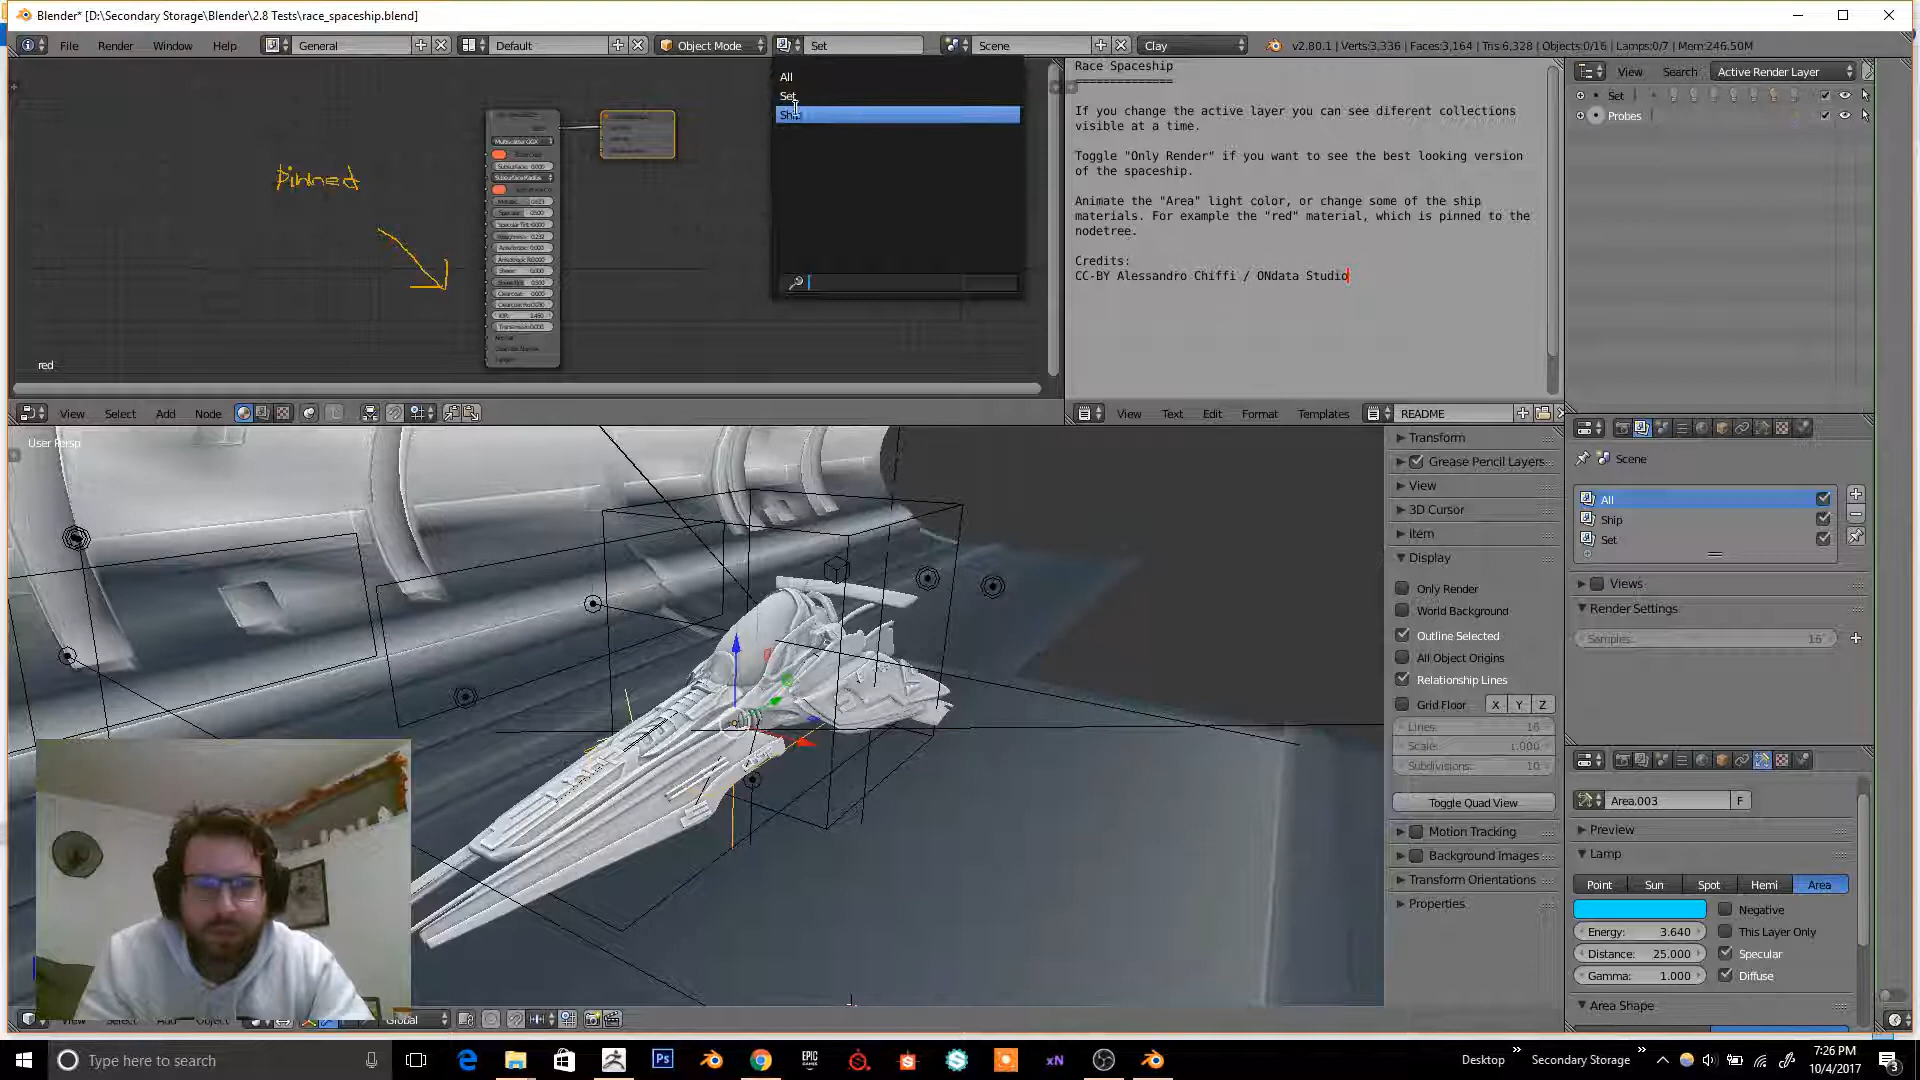 Blender* [D:\Secondary Storage\Blender\2.8 Tests\race_spaceship.blend]
File Render Window Help General Default Object Mode Set Scene Clay v2.80.1 | Verts:3,336 | Faces:3,164 | Tris:6,328 | Objects:0/16 | Lamps:0/7 | Mem:246.50M
All
Set
Ship
Pinned
red
View Select Add Node
Race Spaceship
==============
If you change the active layer you can see diferent collections
visible at a time.
Toggle "Only Render" if you want to see the best looking version
of the spaceship.
Animate the "Area" light color, or change some of the ship
materials. For example the "red" material, which is pinned to the
nodetree.
Credits:
CC-BY Alessandro Chiffi / ONdata Studio
View Text Edit Format Templates README
View Search Active Render Layer
Set
Probes
User Persp
Transform
Grease Pencil Layers
View
3D Cursor
Item
Display
Only Render
World Background
Outline Selected
All Object Origins
Relationship Lines
Grid Floor X Y Z
Lines: 16
Scale: 1.000
Subdivisions: 10
Toggle Quad View
Motion Tracking
Background Images
Transform Orientations
Properties
Scene
All
Ship
Set
Views
Render Settings
Samples: 16
Area.003 F
Preview
Lamp
Point Sun Spot Hemi Area
Negative
Energy: 3.640 This Layer Only
Distance: 25.000 Specular
Gamma: 1.000 Diffuse
Area Shape
View Select Add Object Global
Type here to search
Ps
EPIC GAMES
xN
Desktop
Secondary Storage
7:26 PM
10/4/2017
3